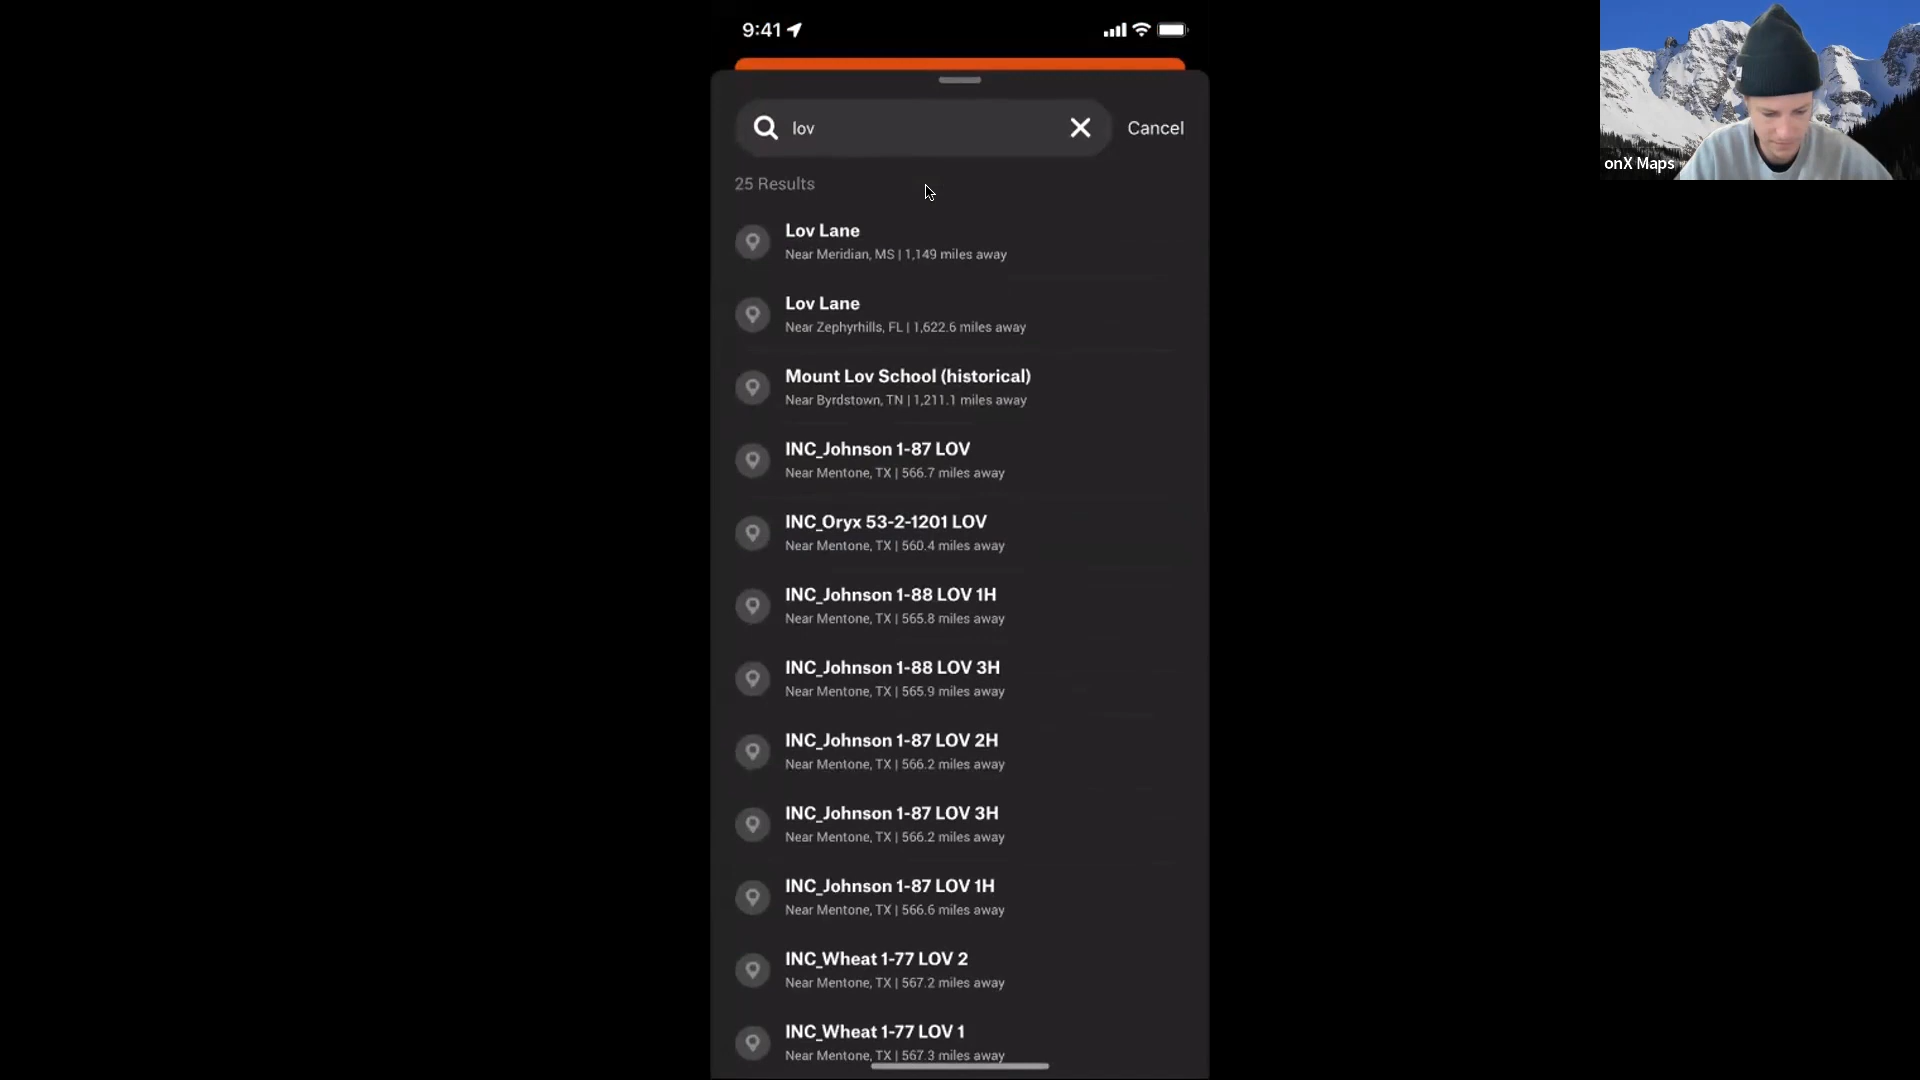 9:41
lov
Cancel
25 Results
Lov Lane
Near Meridian, MS | 1,149 miles away
Lov Lane
Near Zephyrhills, FL | 1,622.6 miles away
Mount Lov School (historical)
Near Byrdstown, TN | 1,211.1 miles away
INC_Johnson 1-87 LOV
Near Mentone, TX | 566.7 miles away
INC_Oryx 53-2-1201 LOV
Near Mentone, TX | 560.4 miles away
INC_Johnson 1-88 LOV 1H
Near Mentone, TX | 565.8 miles away
INC_Johnson 1-88 LOV 3H
Near Mentone, TX | 565.9 miles away
INC_Johnson 1-87 LOV 2H
Near Mentone, TX | 566.2 miles away
INC_Johnson 1-87 LOV 3H
Near Mentone, TX | 566.2 miles away
INC_Johnson 1-87 LOV 1H
Near Mentone, TX | 566.6 miles away
INC_Wheat 1-77 LOV 2
Near Mentone, TX | 567.2 miles away
INC_Wheat 1-77 LOV 1
Near Mentone, TX | 567.3 miles away
onX Maps